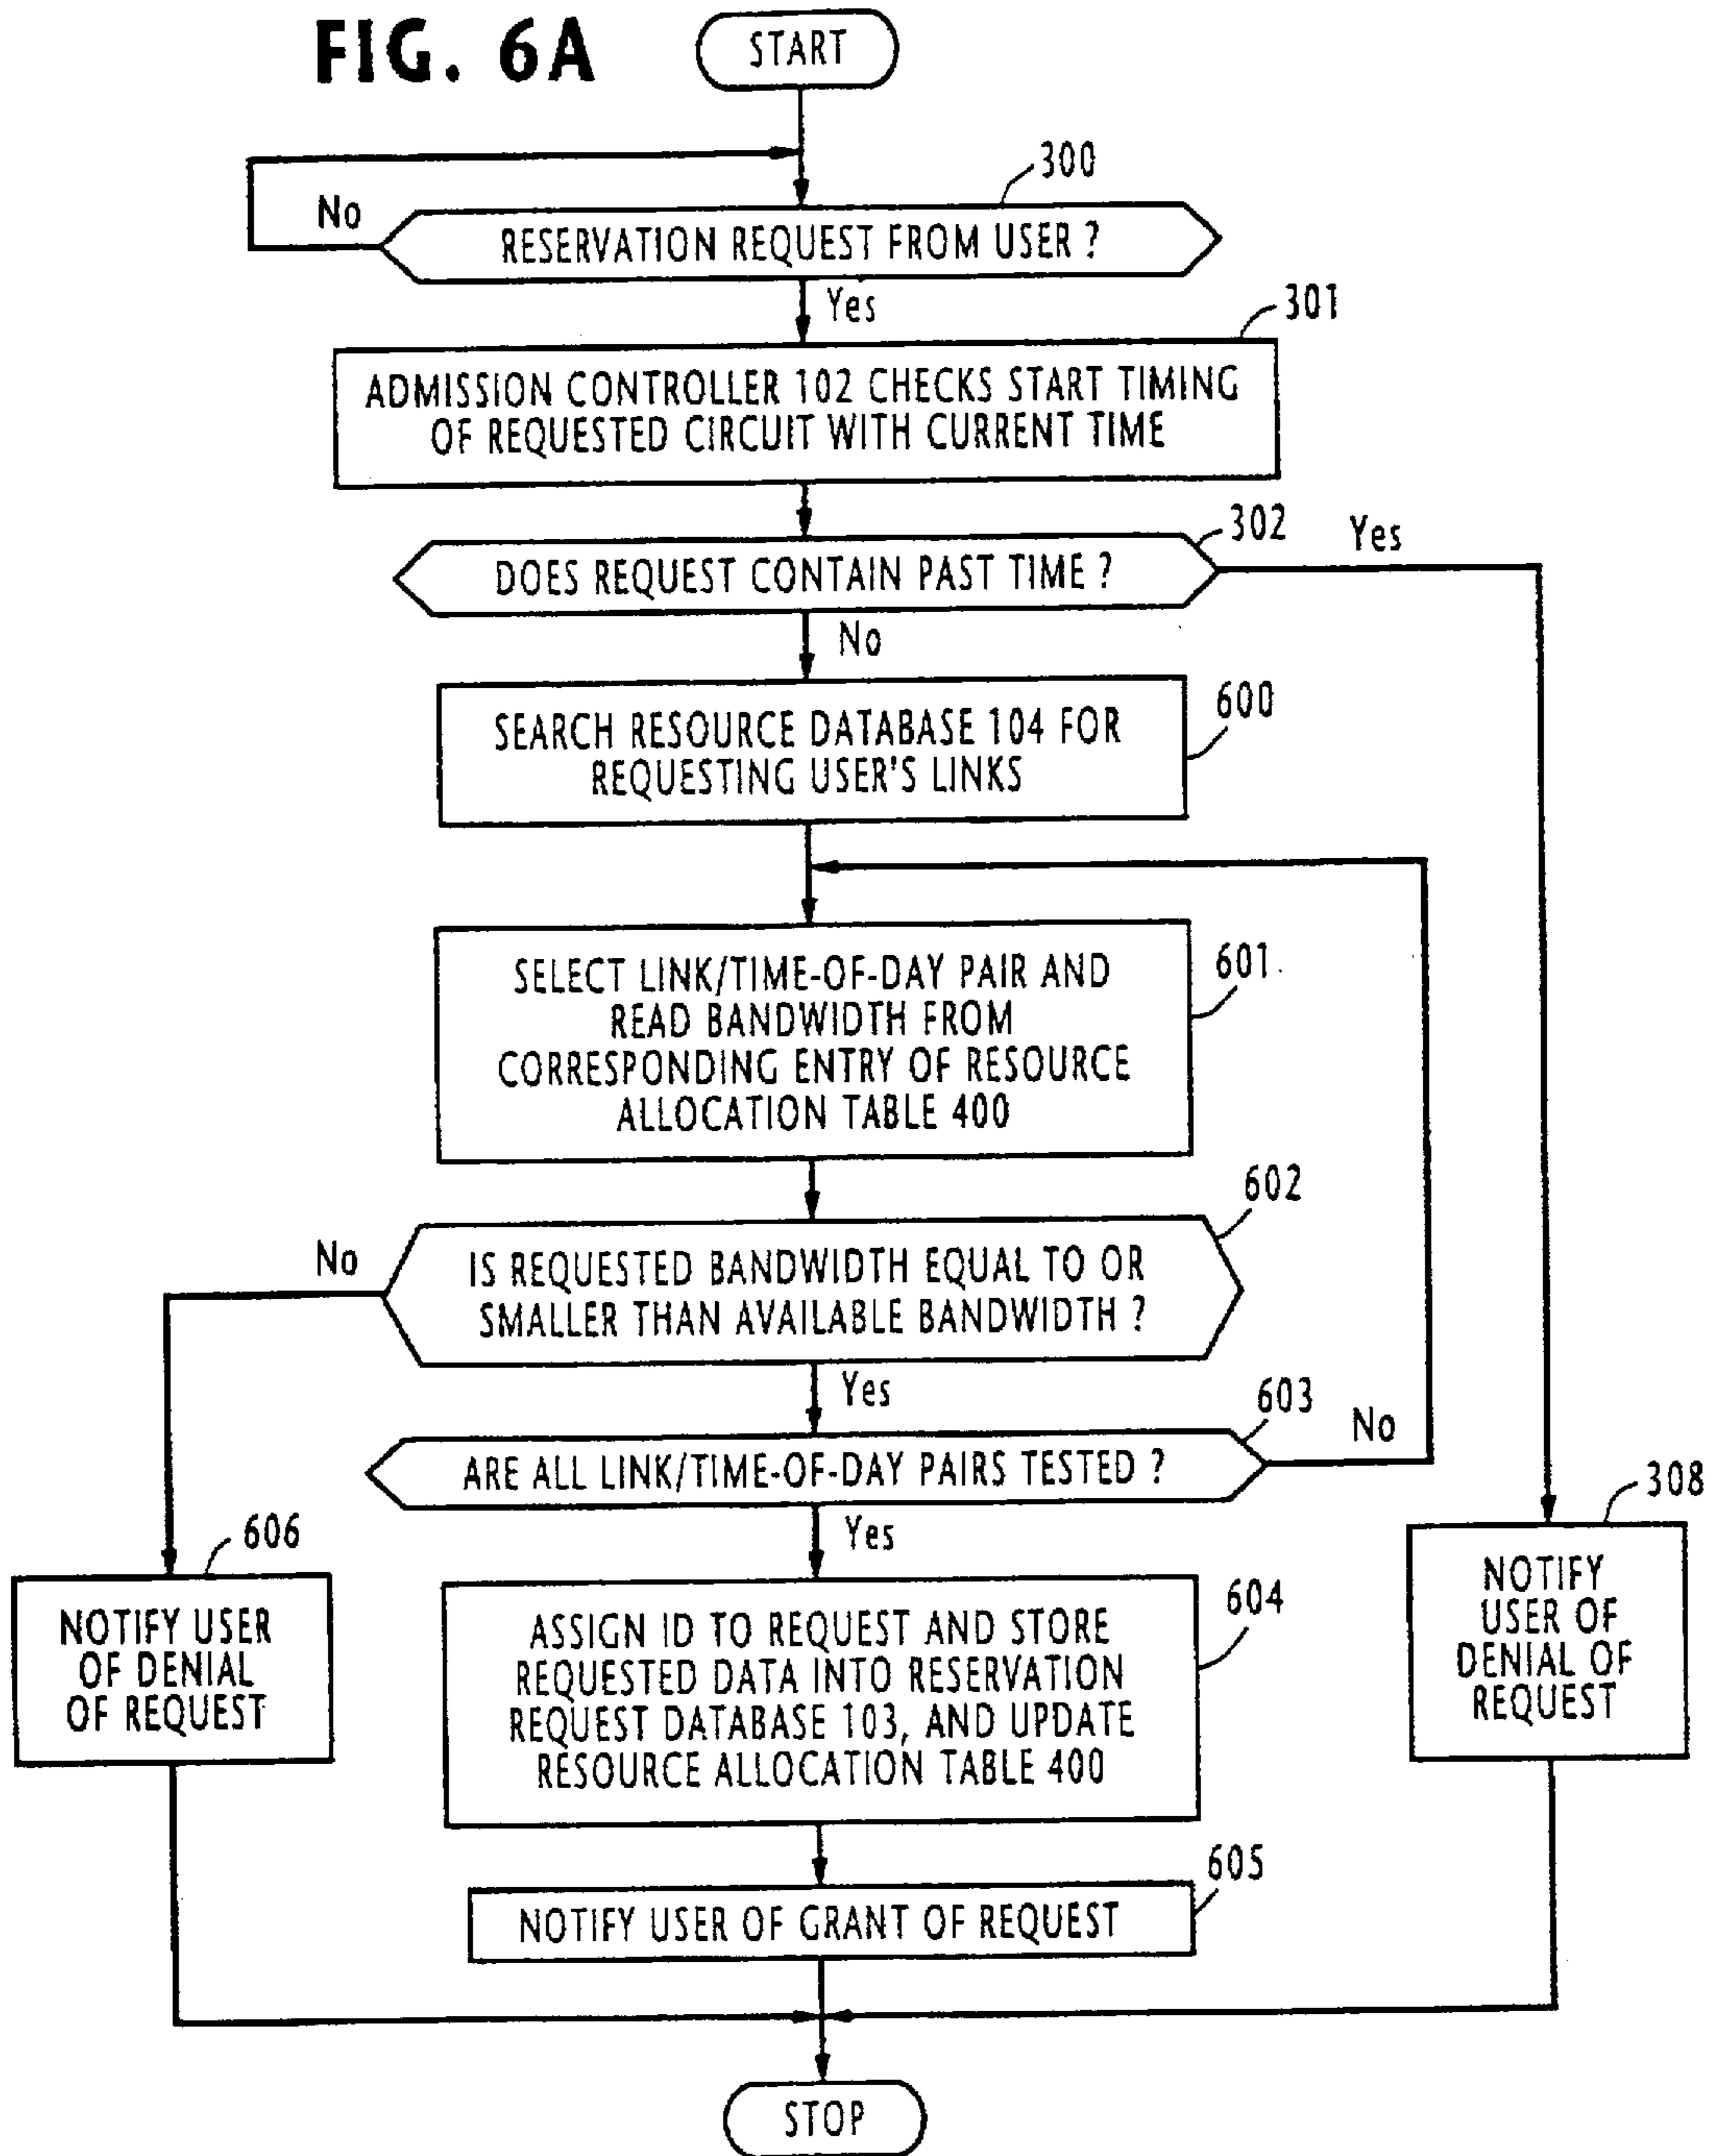 FIG. 6A
START
300
No
RESERVATION REQUEST FROM USER ?
Yes
301
ADMISSION CONTROLLER 102 CHECKS START TIMING
OF REQUESTED CIRCUIT WITH CURRENT TIME
302
Yes
DOES REQUEST CONTAIN PAST TIME ?
No
600
SEARCH RESOURCE DATABASE 104 FOR
REQUESTING USER'S LINKS
601
SELECT LINK/TIME-OF-DAY PAIR AND
READ BANDWIDTH FROM
CORRESPONDING ENTRY OF RESOURCE
ALLOCATION TABLE 400
602
No
IS REQUESTED BANDWIDTH EQUAL TO OR
SMALLER THAN AVAILABLE BANDWIDTH ?
Yes
603
No
ARE ALL LINK/TIME-OF-DAY PAIRS TESTED ?
Yes
606
NOTIFY USER
OF DENIAL
OF REQUEST
604
ASSIGN ID TO REQUEST AND STORE
REQUESTED DATA INTO RESERVATION
REQUEST DATABASE 103, AND UPDATE
RESOURCE ALLOCATION TABLE 400
308
NOTIFY
USER OF
DENIAL OF
REQUEST
605
NOTIFY USER OF GRANT OF REQUEST
STOP